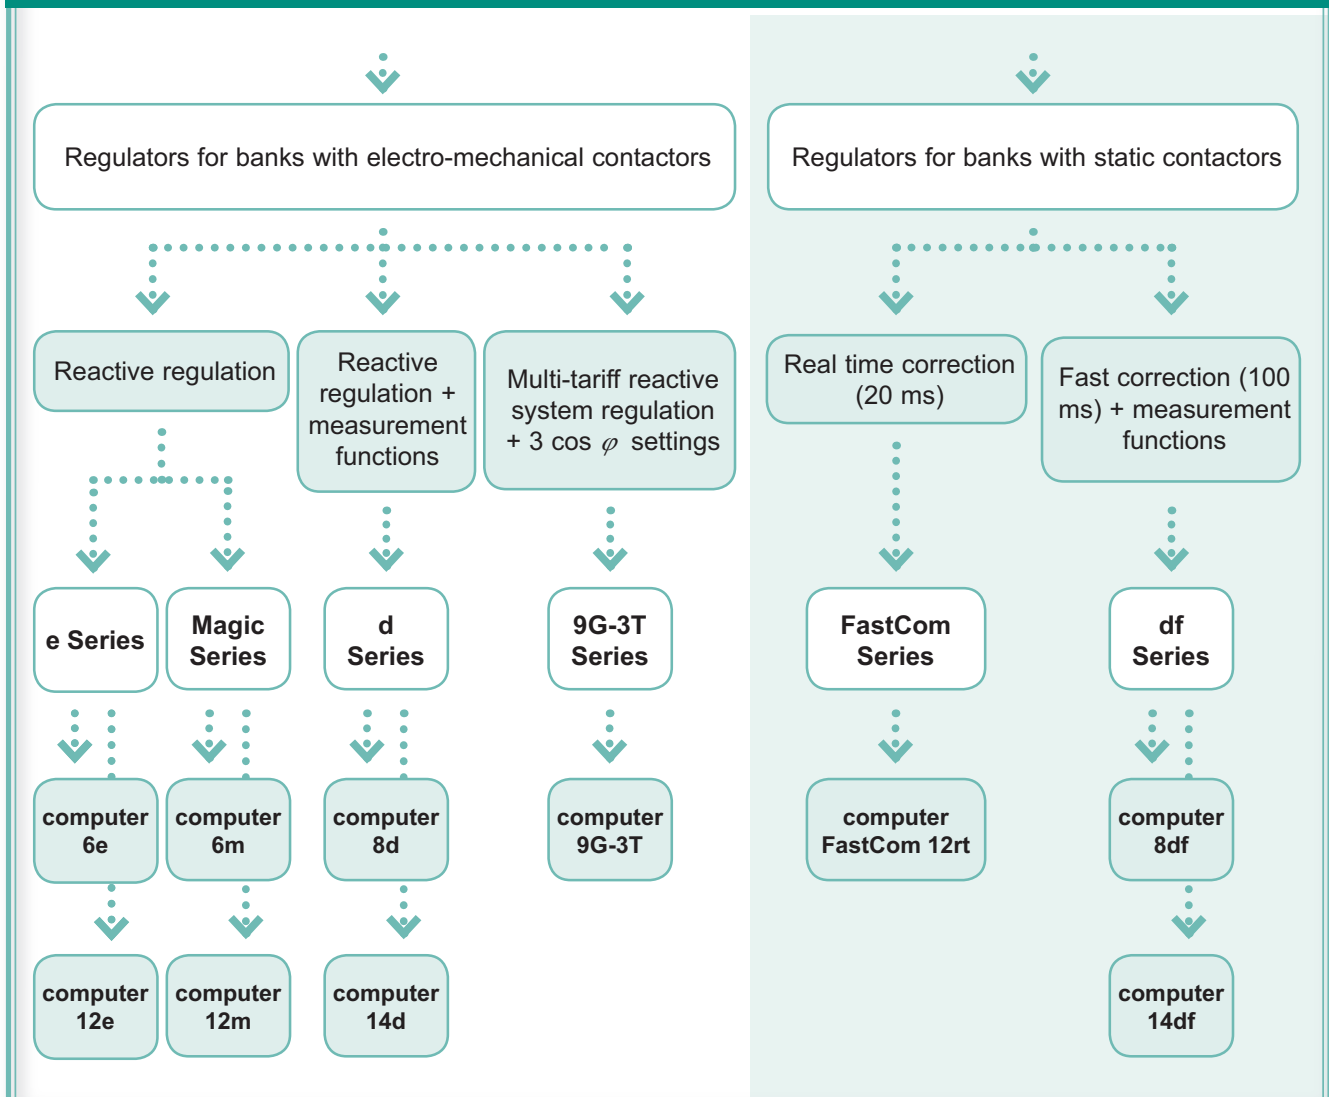 Regulators for banks with electro-mechanical contactors
Regulators for banks with static contactors
Reactive regulation
Reactive
regulation +
measurement
functions
Multi-tariff reactive
system regulation
+ 3 cos φ settings
Real time correction
(20 ms)
Fast correction (100
ms) + measurement
functions
e Series
Magic
Series
d
Series
9G-3T
Series
FastCom
Series
df
Series
computer
6e
computer
6m
computer
8d
computer
9G-3T
computer
FastCom 12rt
computer
8df
computer
12e
computer
12m
computer
14d
computer
14df